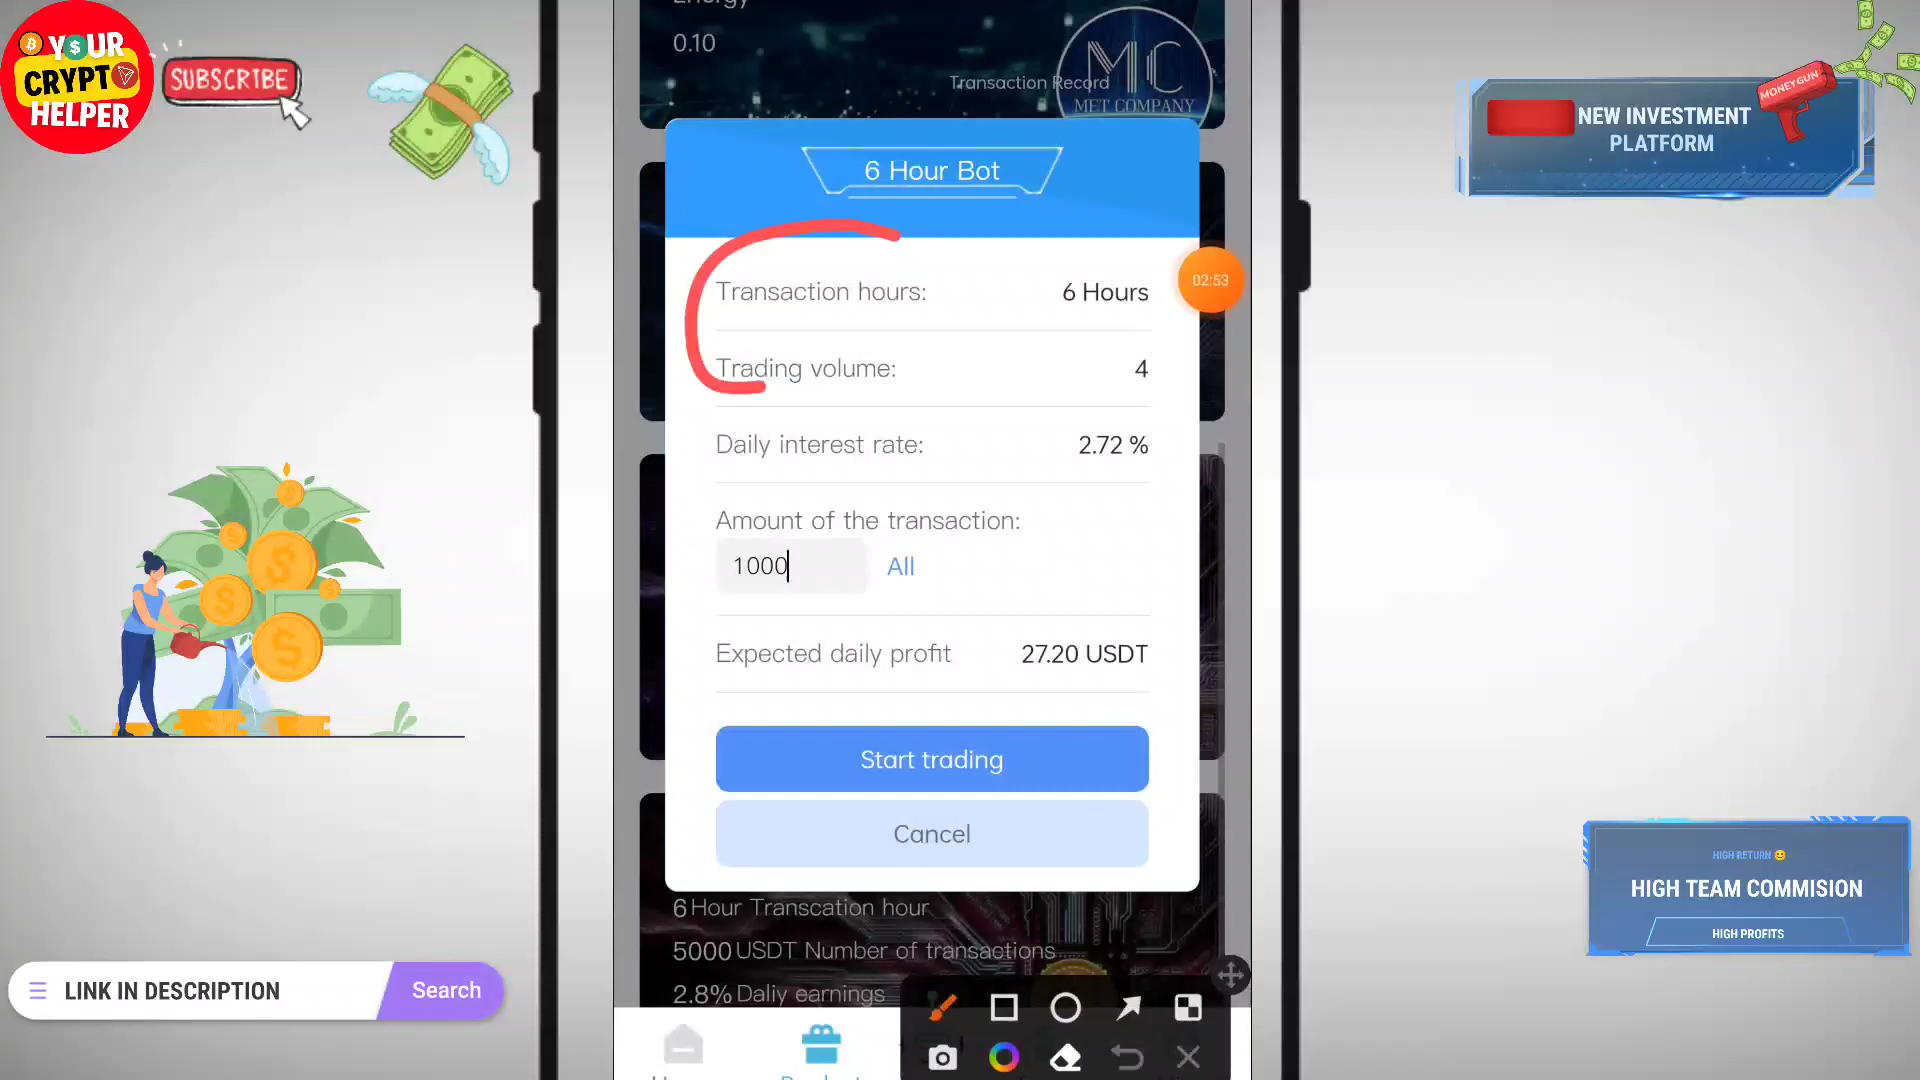 YOUR
CRYPTO
HELPER
SUBSCRIBE
Energy
0.10
Transaction Record
MC
MET COMPANY
MONEYGUN
NEW INVESTMENT
PLATFORM
6 Hour Bot
Transaction hours: 6 Hours
02:53
Trading volume: 4
Daily interest rate: 2.72 %
Amount of the transaction:
1000 All
Expected daily profit 27.20 USDT
Start trading
Cancel
6 Hour Transcation hour
5000 USDT Number of transactions
2.8% Daliy earnings
HIGH RETURN 😊
HIGH TEAM COMMISION
HIGH PROFITS
LINK IN DESCRIPTION Search